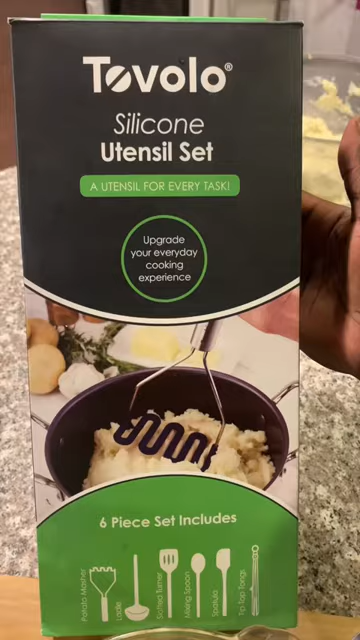 Tovolo®
Silicone
Utensil Set
A UTENSIL FOR EVERY TASK!
Upgrade
your everyday
cooking
experience
6 Piece Set Includes
Potato Masher
Ladle
Slotted Turner
Mixing Spoon
Spatula
Tip Top Tongs